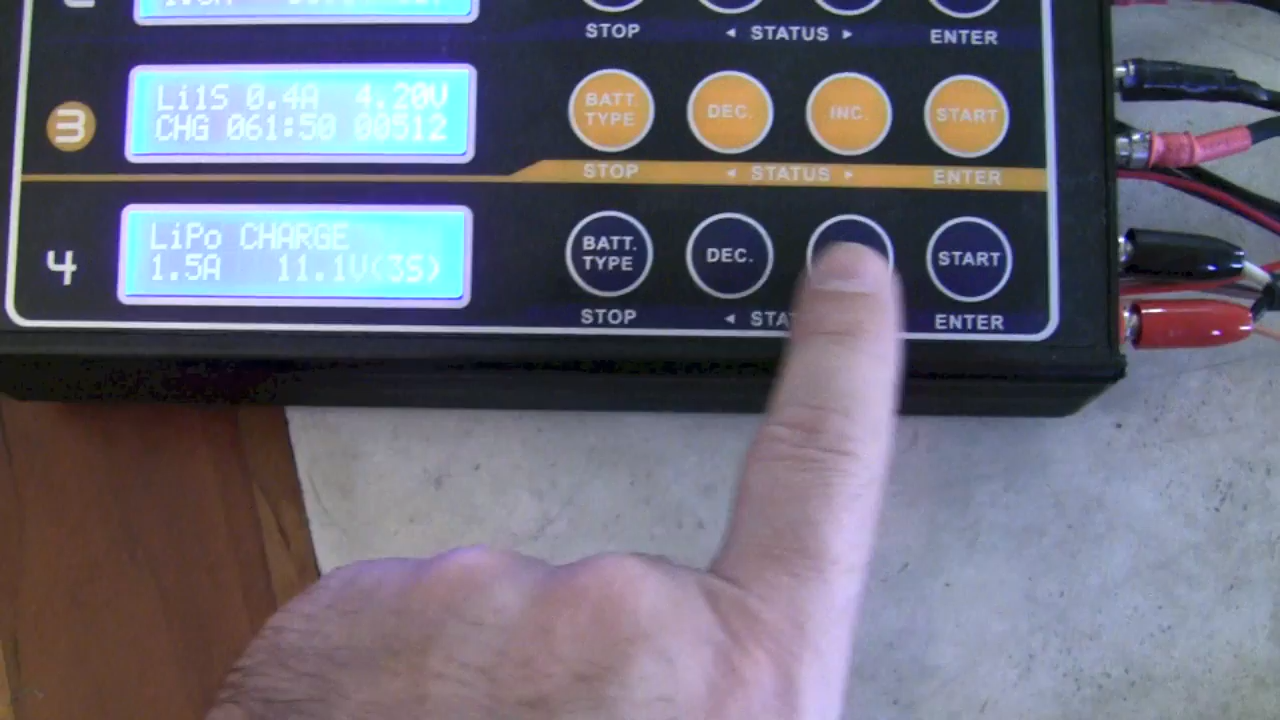 STOP ◄ STATUS ► ENTER
3
Li1S 0.4A 4.20V
CHG 061:50 00512
BATT. TYPE DEC. INC. START
STOP ◄ STATUS ► ENTER
4
LiPo CHARGE
1.5A 11.1V(3S)
BATT. TYPE DEC. START
STOP ◄ ENTER